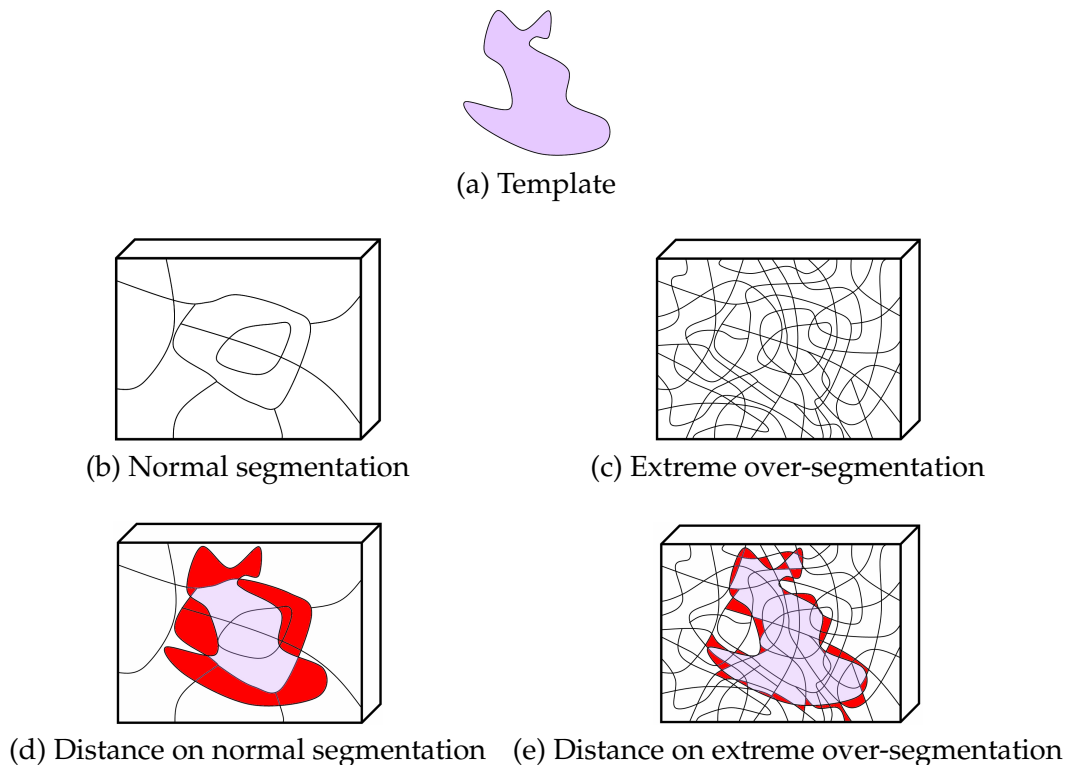 (a) Template
(b) Normal segmentation
(c) Extreme over-segmentation
(d) Distance on normal segmentation
(e) Distance on extreme over-segmentation